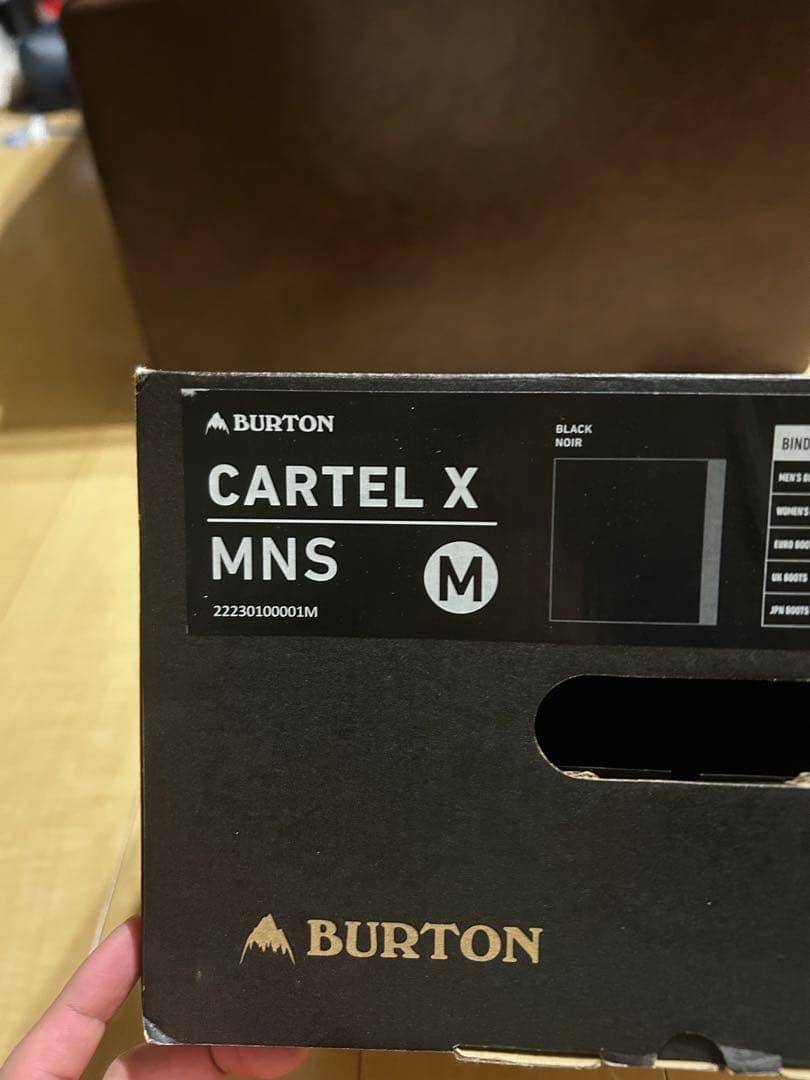 BURTON
CARTEL X
MNS
M
22230100001M
BLACK
NOIR
BIND
MEN'S B
WOMEN'S
EURO BOO
UK BOOTS
JPN BOOTS
BURTON